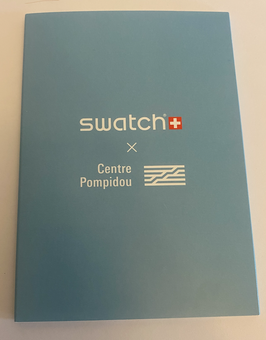 swatch
×
Centre
Pompidou